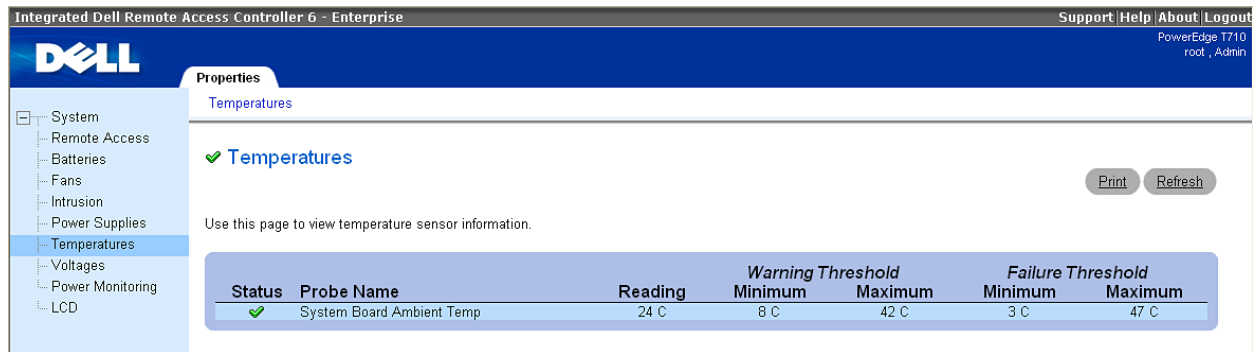 Integrated Dell Remote Access Controller 6 - Enterprise
Support|Help|About|Logout
DELL
PowerEdge T710
root , Admin
Properties
Temperatures
System
Remote Access
Batteries
Fans
Intrusion
Power Supplies
Temperatures
Voltages
Power Monitoring
LCD
Temperatures
Print Refresh
Use this page to view temperature sensor information.
Warning Threshold Failure Threshold
Status Probe Name Reading Minimum Maximum Minimum Maximum
System Board Ambient Temp 24 C 8 C 42 C 3 C 47 C